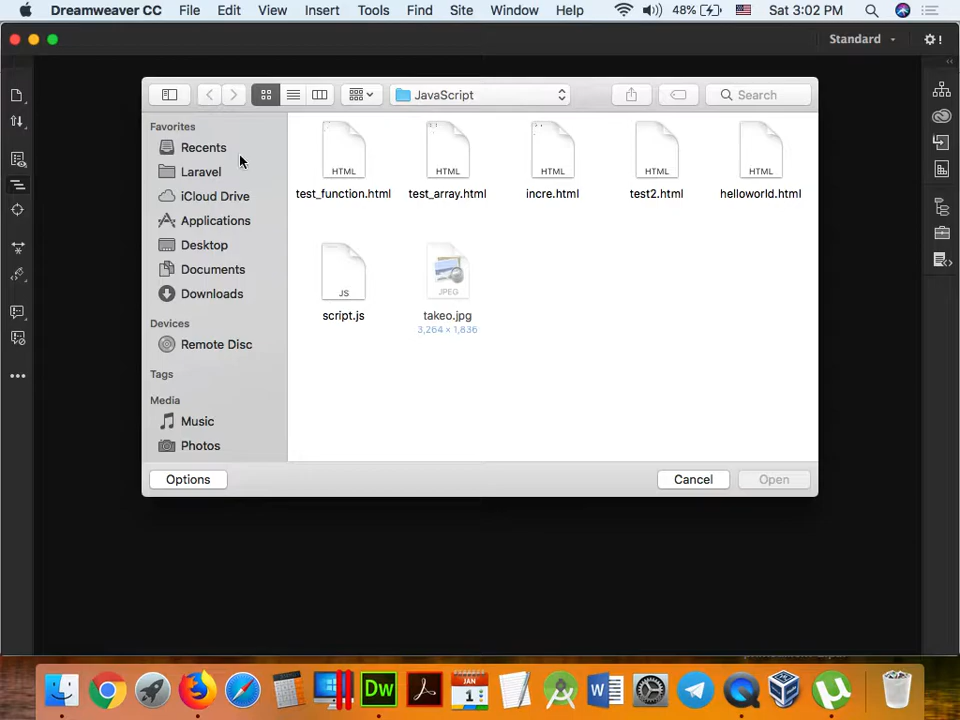 Dreamweaver CC File Edit View Insert Tools Find Site Window Help 48% Sat 3:02 PM
Standard !
JavaScript Search
Favorites
Recents
Laravel
iCloud Drive
Applications
Desktop
Documents
Downloads
Devices
Remote Disc
Tags
Media
Music
Photos
HTML HTML HTML HTML HTML
test_function.html test_array.html incre.html test2.html helloworld.html
JS JPEG
script.js takeo.jpg
3,264 x 1,836
Options Cancel Open
Dw JAN 1 W